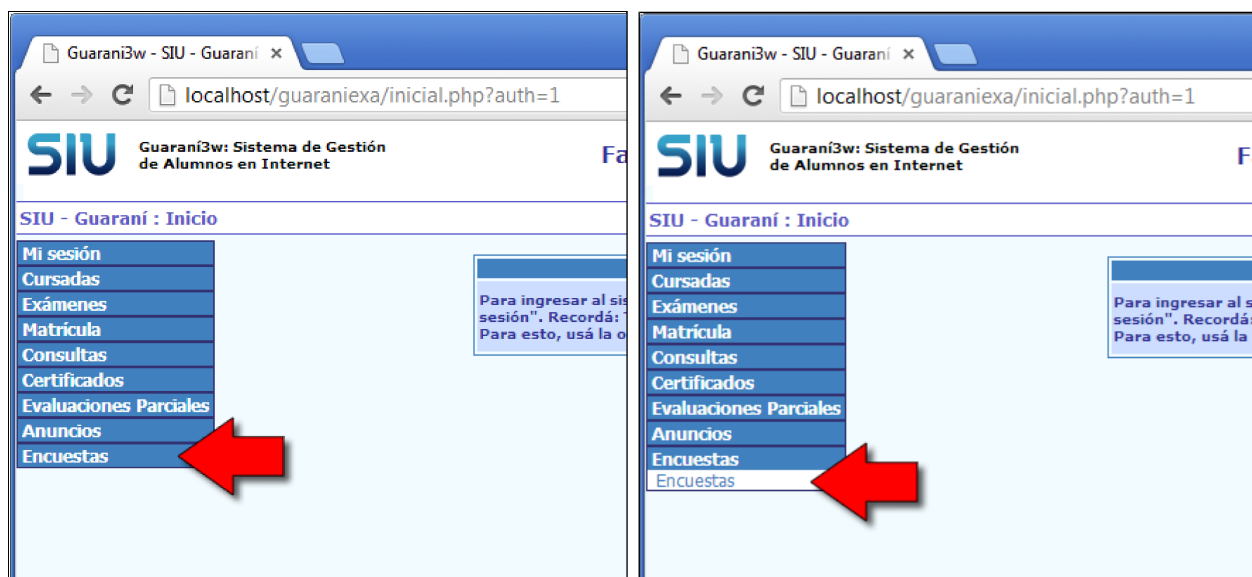 Guarani3w - SIU - Guaraní
localhost/guaraniexa/inicial.php?auth=1
SIU
Guaraní3w: Sistema de Gestión
de Alumnos en Internet
Fa
SIU - Guaraní : Inicio
Mi sesión
Cursadas
Exámenes
Matrícula
Consultas
Certificados
Evaluaciones Parciales
Anuncios
Encuestas
Para ingresar al sis
sesión". Recordá:
Para esto, usá la o
Guarani3w - SIU - Guaraní
localhost/guaraniexa/inicial.php?auth=1
SIU
Guaraní3w: Sistema de Gestión
de Alumnos en Internet
F
SIU - Guaraní : Inicio
Mi sesión
Cursadas
Exámenes
Matrícula
Consultas
Certificados
Evaluaciones Parciales
Anuncios
Encuestas
Encuestas
Para ingresar al s
sesión". Recordá:
Para esto, usá la